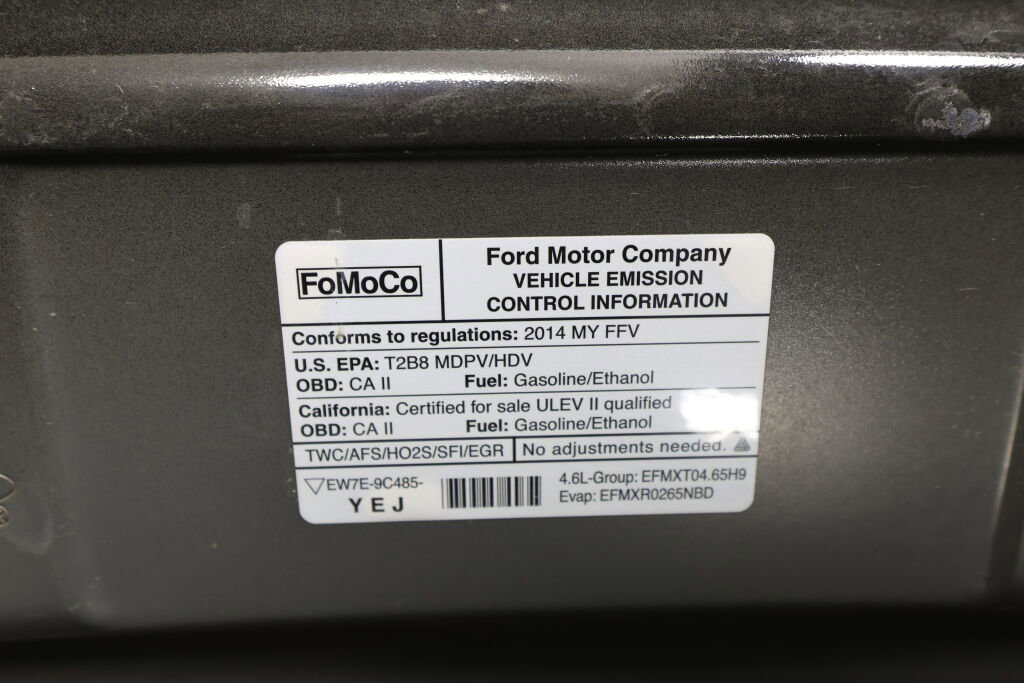 FoMoCo
Ford Motor Company
VEHICLE EMISSION
CONTROL INFORMATION
Conforms to regulations: 2014 MY FFV
U.S. EPA: T2B8 MDPV/HDV
OBD: CA II Fuel: Gasoline/Ethanol
California: Certified for sale ULEV II qualified
OBD: CA II Fuel: Gasoline/Ethanol
TWC/AFS/HO2S/SFI/EGR No adjustments needed.
EW7E-9C485-
YEJ
4.6L-Group: EFMXT04.65H9
Evap: EFMXR0265NBD